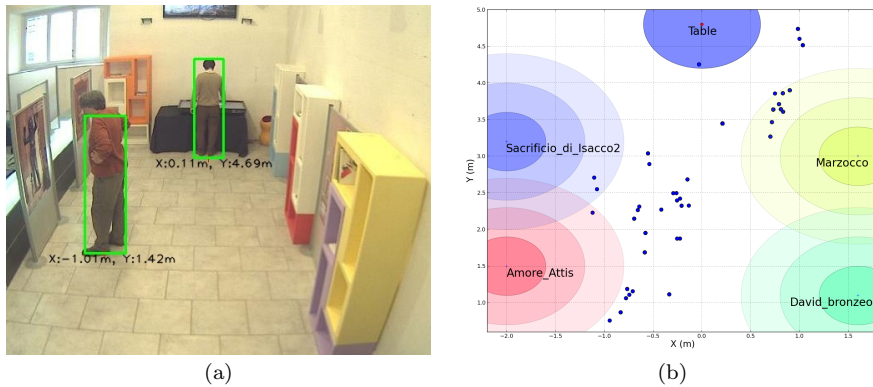 X:0.11m, Y:4.69m
X:-1.01m, Y:1.42m
(a)
5.0
4.5
4.0
3.5
3.0
2.5
2.0
1.5
1.0
Y (m)
Table
Sacrificio_di_Isacco2
Marzocco
Amore_Attis
David_bronzeo
−2.0 −1.5 −1.0 −0.5 0.0 0.5 1.0 1.5
X (m)
(b)